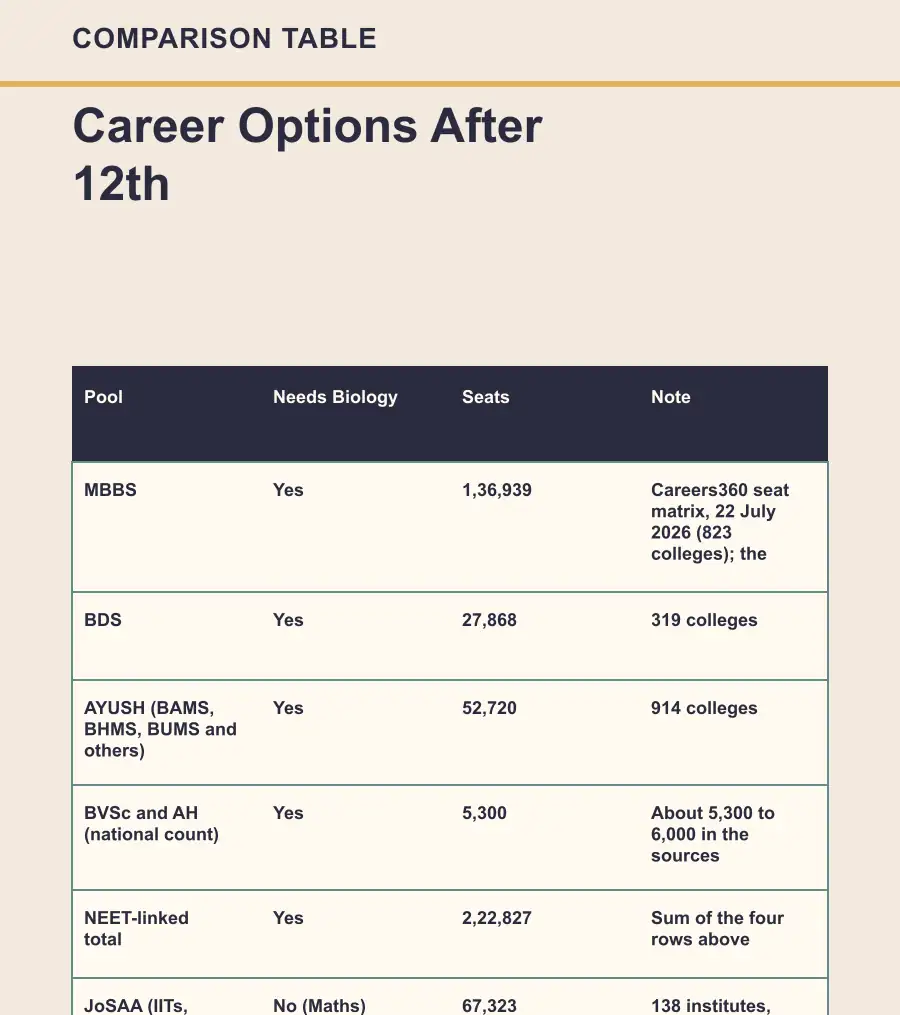 COMPARISON TABLE
Career Options After
12th
Pool Needs Biology Seats Note
MBBS Yes 1,36,939 Careers360 seat
matrix, 22 July
2026 (823
colleges); the
BDS Yes 27,868 319 colleges
AYUSH (BAMS, Yes 52,720 914 colleges
BHMS, BUMS and
others)
BVSc and AH Yes 5,300 About 5,300 to
(national count) 6,000 in the
sources
NEET-linked Yes 2,22,827 Sum of the four
total rows above
JoSAA (IITs, No (Maths) 67,323 138 institutes,